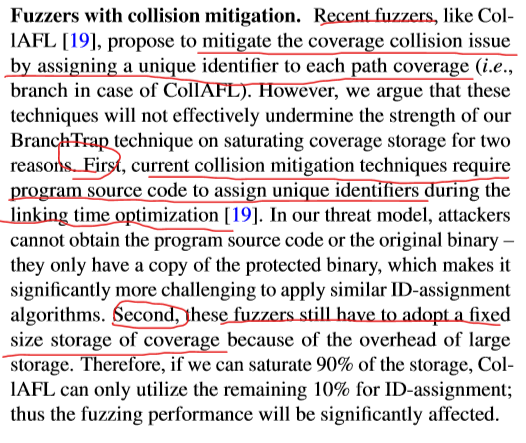 Fuzzers with collision mitigation. Recent fuzzers, like Col-
lAFL [19], propose to mitigate the coverage collision issue
by assigning a unique identifier to each path coverage (i.e.,
branch in case of CollAFL). However, we argue that these
techniques will not effectively undermine the strength of our
BranchTrap technique on saturating coverage storage for two
reasons. First, current collision mitigation techniques require
program source code to assign unique identifiers during the
linking time optimization [19]. In our threat model, attackers
cannot obtain the program source code or the original binary –
they only have a copy of the protected binary, which makes it
significantly more challenging to apply similar ID-assignment
algorithms. Second, these fuzzers still have to adopt a fixed
size storage of coverage because of the overhead of large
storage. Therefore, if we can saturate 90% of the storage, Col-
lAFL can only utilize the remaining 10% for ID-assignment;
thus the fuzzing performance will be significantly affected.